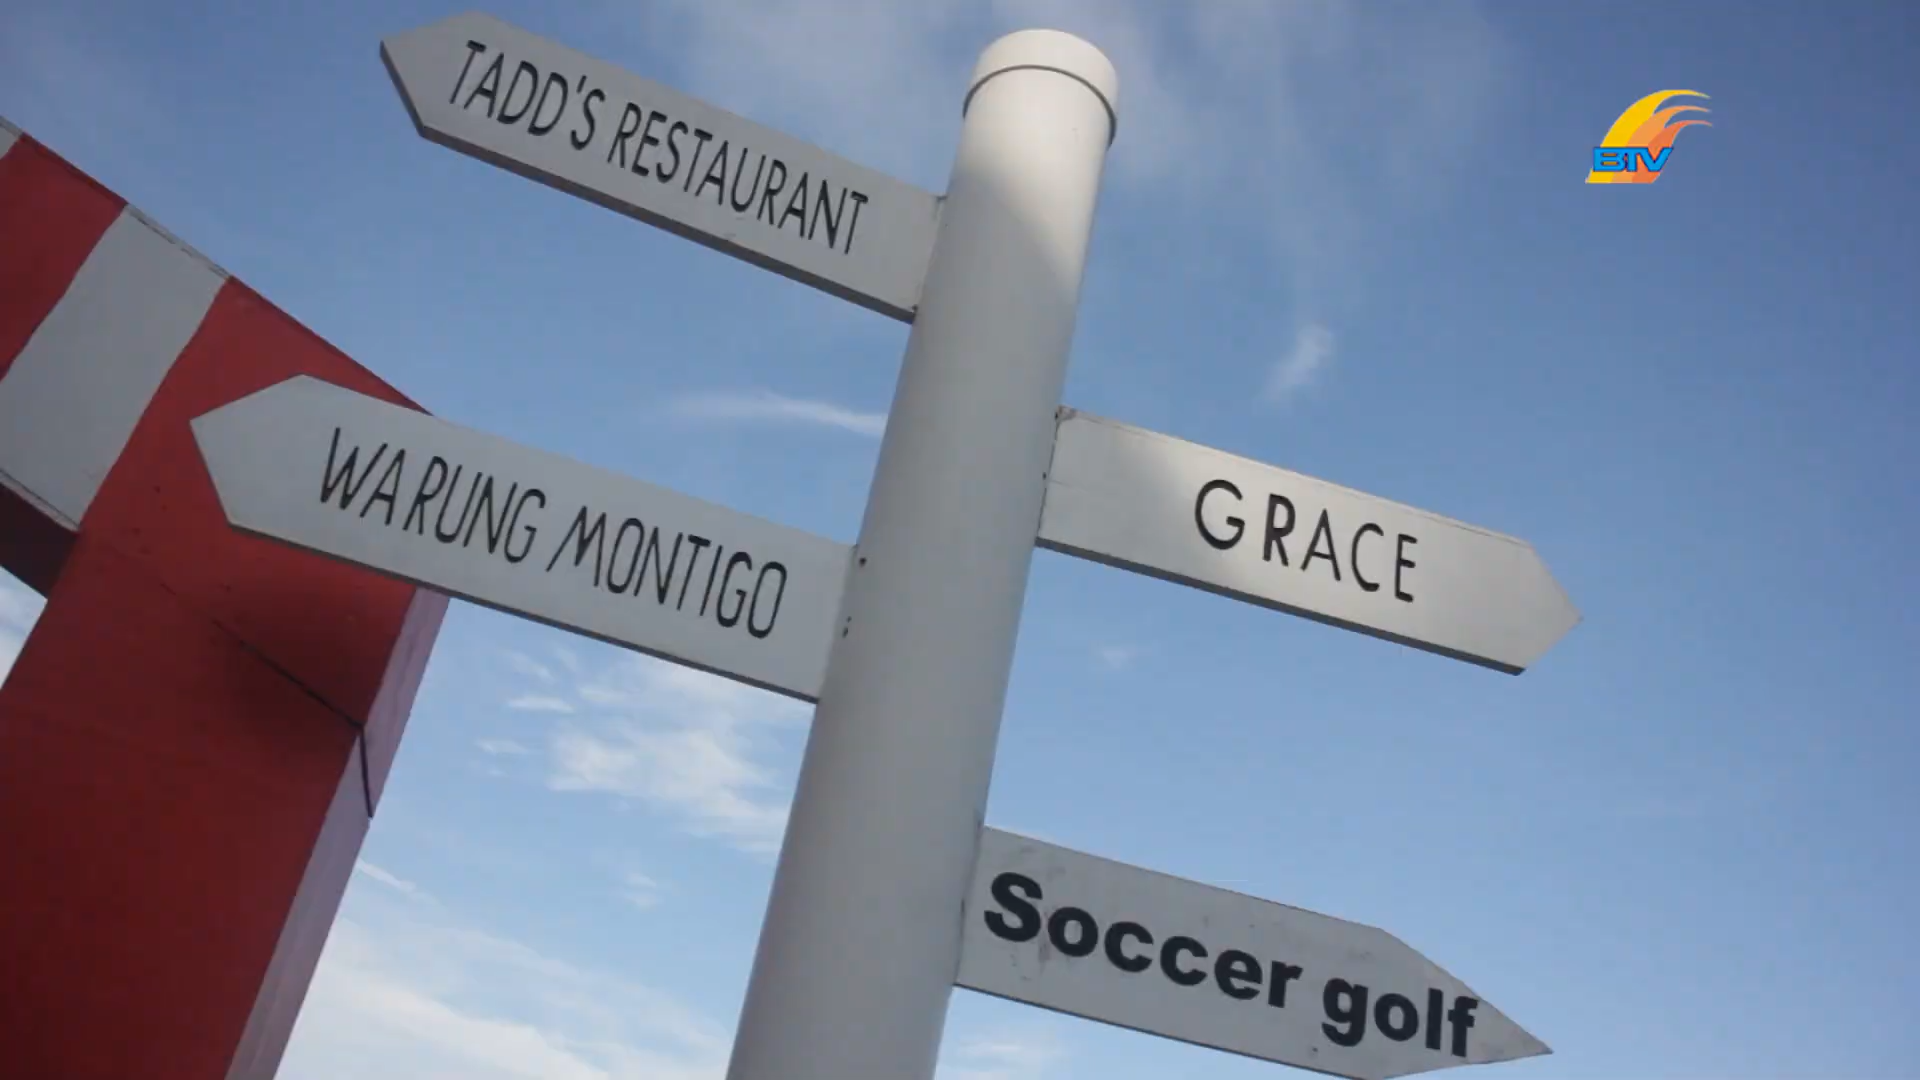 TADD'S RESTAURANT
BTV
WARUNG MONTIGO
GRACE
Soccer golf